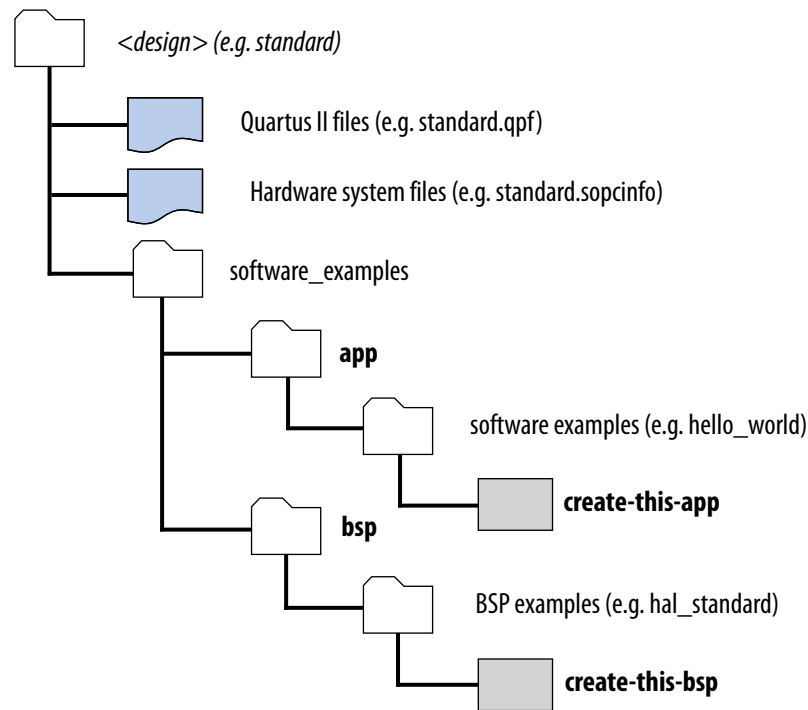 <design> (e.g. standard)
Quartus II files (e.g. standard.qpf)
Hardware system files (e.g. standard.sopcinfo)
software_examples
app
software examples (e.g. hello_world)
create-this-app
bsp
BSP examples (e.g. hal_standard)
create-this-bsp